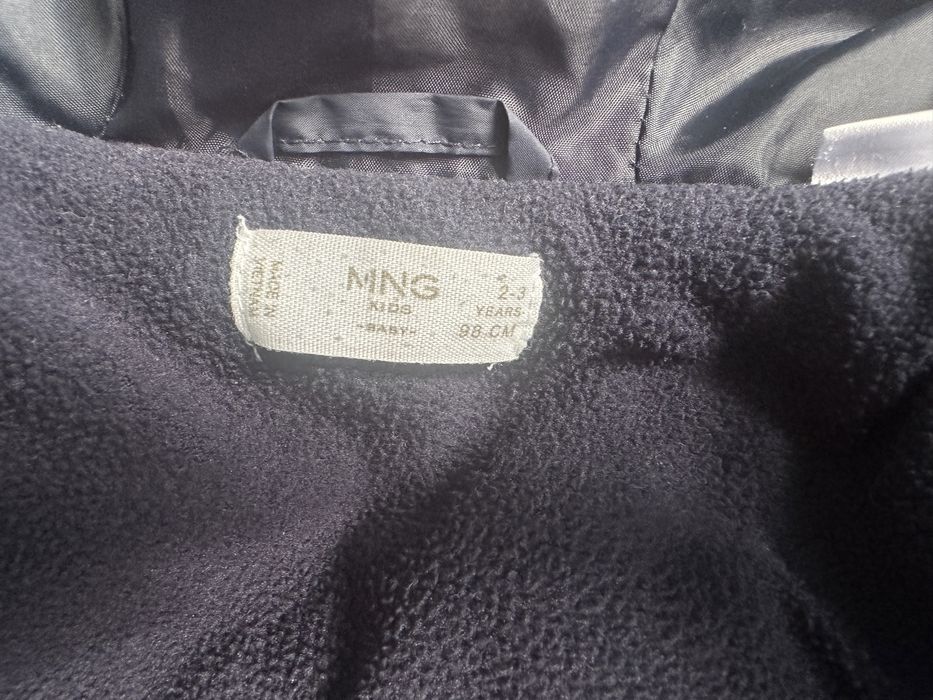 MADE IN
VIETNAM
MNG
KIDS
-BABY-
2-3
YEARS
98 CM